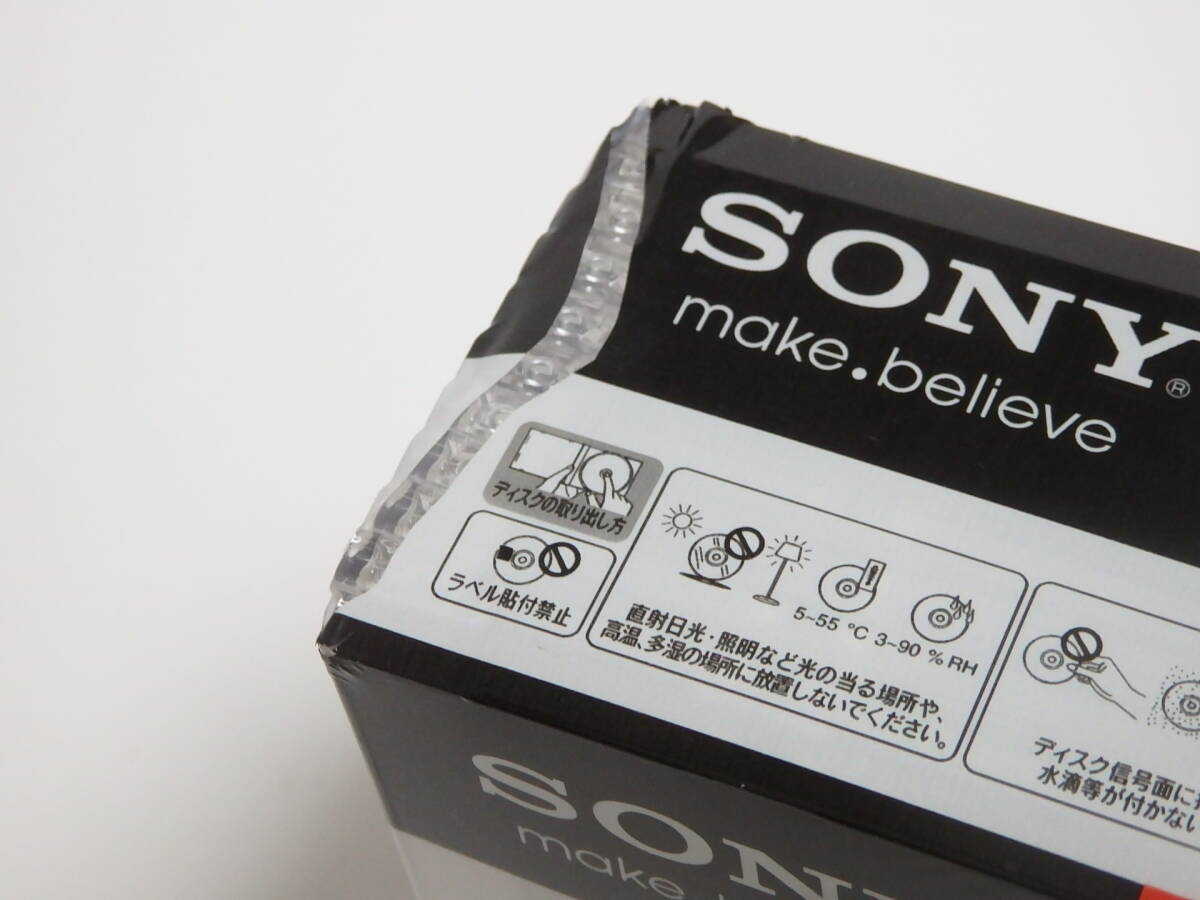 SONY®
make.believe
ディスクの取り出し方
ラベル貼付禁止
5~55 °C 3~90 % RH
直射日光・照明など光の当る場所や、
高温、多湿の場所に放置しないでください。
ディスク信号面に
水滴等が付かない
SONY
make.